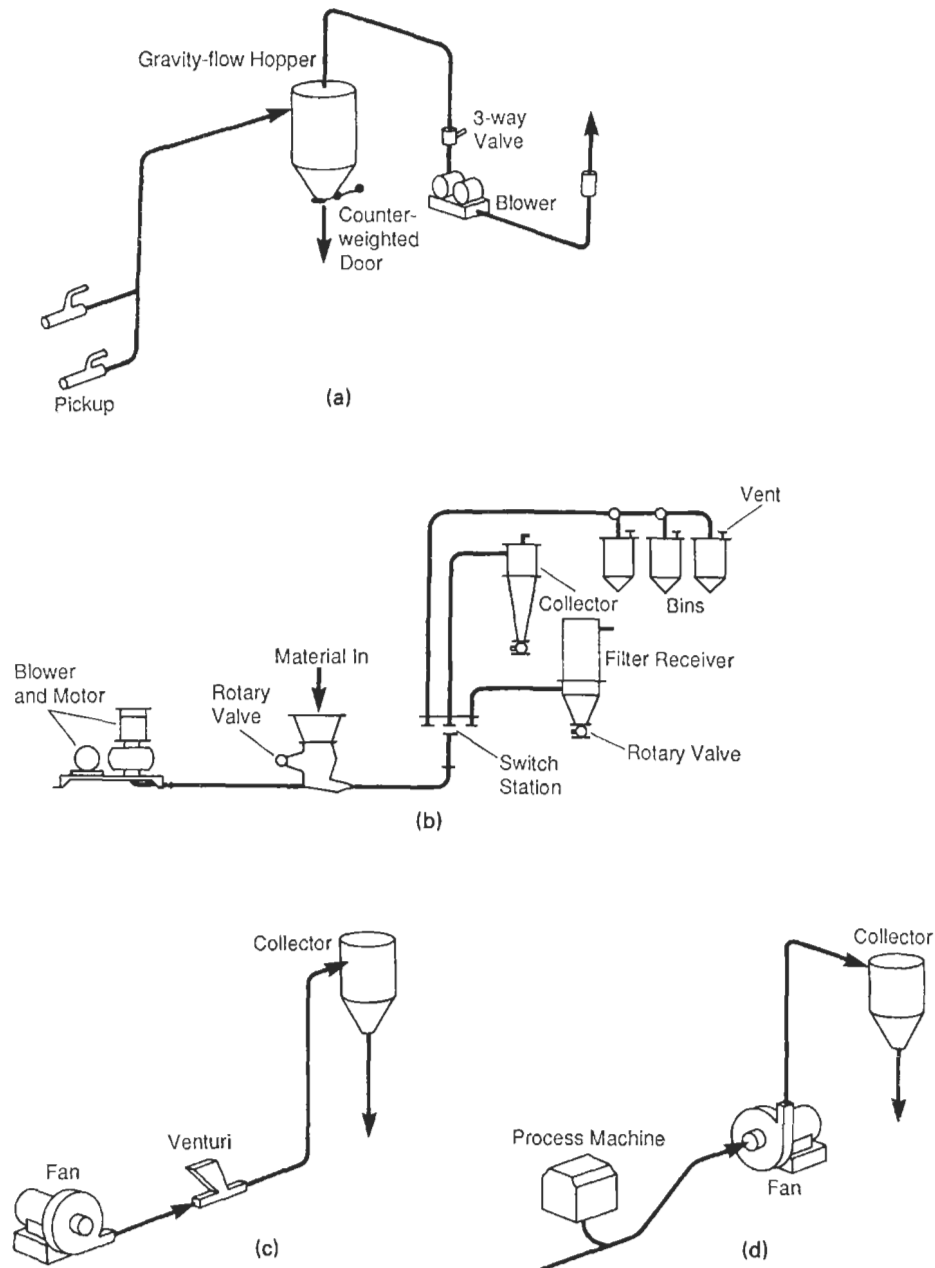 Gravity-flow Hopper
3-way
Valve
Blower
Counter-
weighted
Door
Pickup
(a)
Vent
Collector
Bins
Material In
Filter Receiver
Blower
and Motor
Rotary
Valve
Rotary Valve
Switch
Station
(b)
Collector
Venturi
Fan
(c)
Collector
Process Machine
Fan
(d)